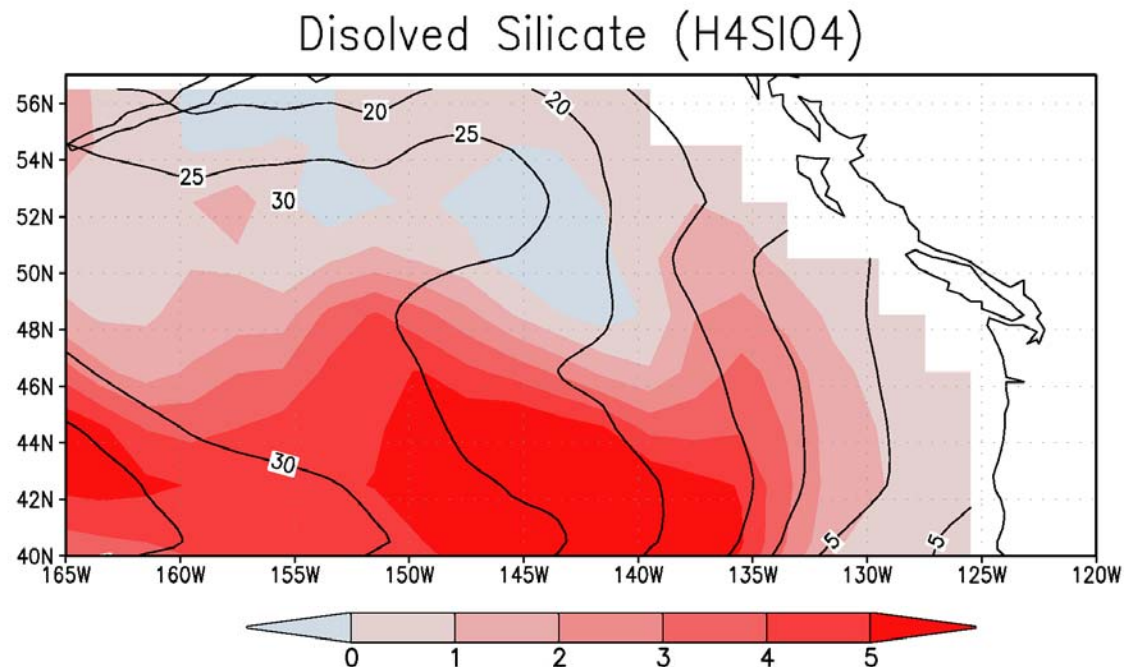 Disolved Silicate (H4SIO4)
56N
54N
52N
50N
48N
46N
44N
42N
40N
20
20
25
25
30
30
5
5
165W 160W 155W 150W 145W 140W 135W 130W 125W 120W
0 1 2 3 4 5